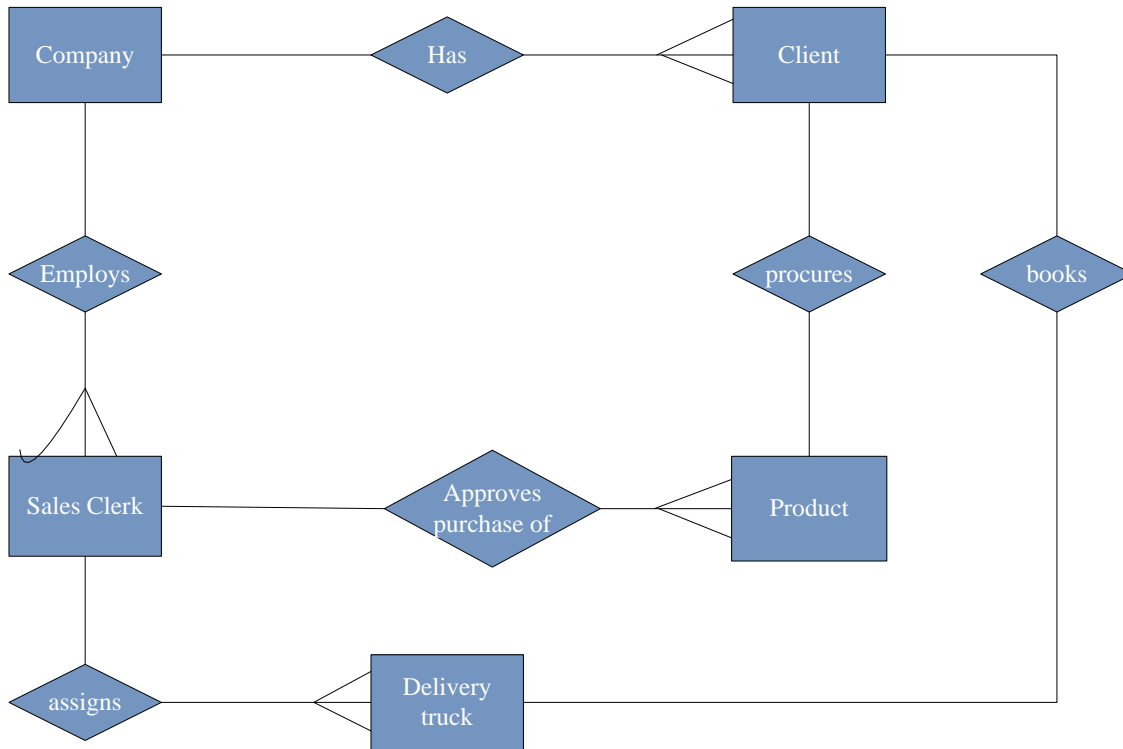 Company
Has
Client
Employs
procures
books
Sales Clerk
Approves
purchase of
Product
assigns
Delivery
truck